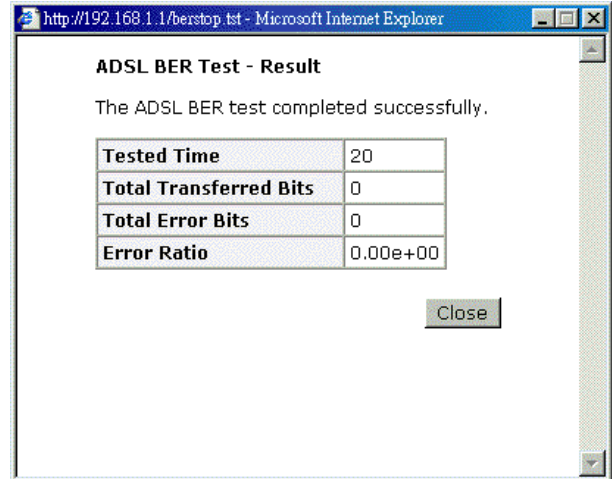 http://192.168.1.1/berstop.tst - Microsoft Internet Explorer
ADSL BER Test - Result
The ADSL BER test completed successfully.
Tested Time 20
Total Transferred Bits 0
Total Error Bits 0
Error Ratio 0.00e+00
Close